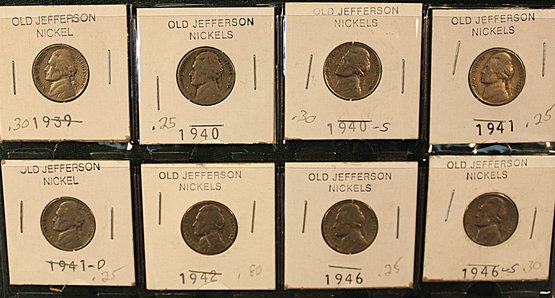 OLD JEFFERSON
NICKEL
.30 1939
OLD JEFFERSON
NICKELS
.25
1940
OLD JEFFERSON
NICKELS
.30 1940-S
OLD JEFFERSON
NICKELS
1941 .25
OLD JEFFERSON
NICKEL
1941-D
.25
OLD JEFFERSON
NICKELS
1942 .80
OLD JEFFERSON
NICKELS
1946 .25
OLD JEFFERSON
NICKELS
1946-S .30